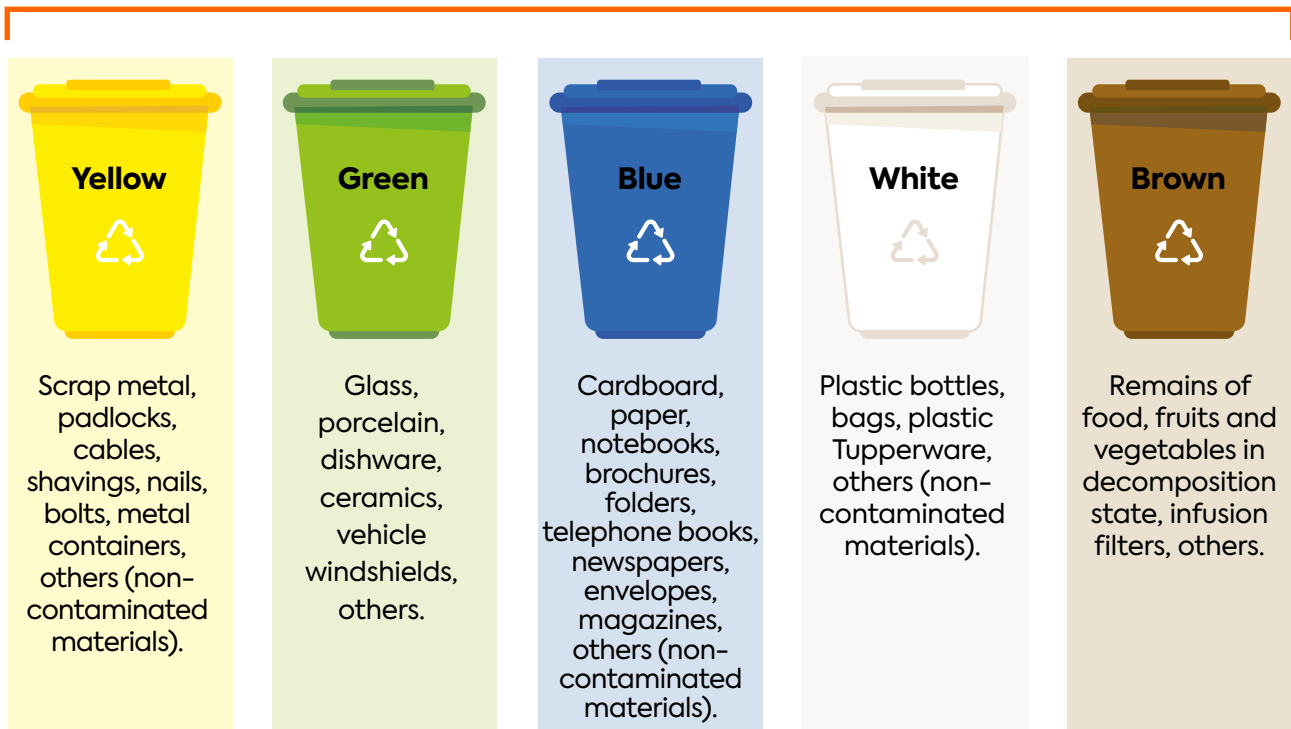 Yellow
Scrap metal,
padlocks,
cables,
shavings, nails,
bolts, metal
containers,
others (non-
contaminated
materials).
Green
Glass,
porcelain,
dishware,
ceramics,
vehicle
windshields,
others.
Blue
Cardboard,
paper,
notebooks,
brochures,
folders,
telephone books,
newspapers,
envelopes,
magazines,
others (non-
contaminated
materials).
White
Plastic bottles,
bags, plastic
Tupperware,
others (non-
contaminated
materials).
Brown
Remains of
food, fruits and
vegetables in
decomposition
state, infusion
filters, others.